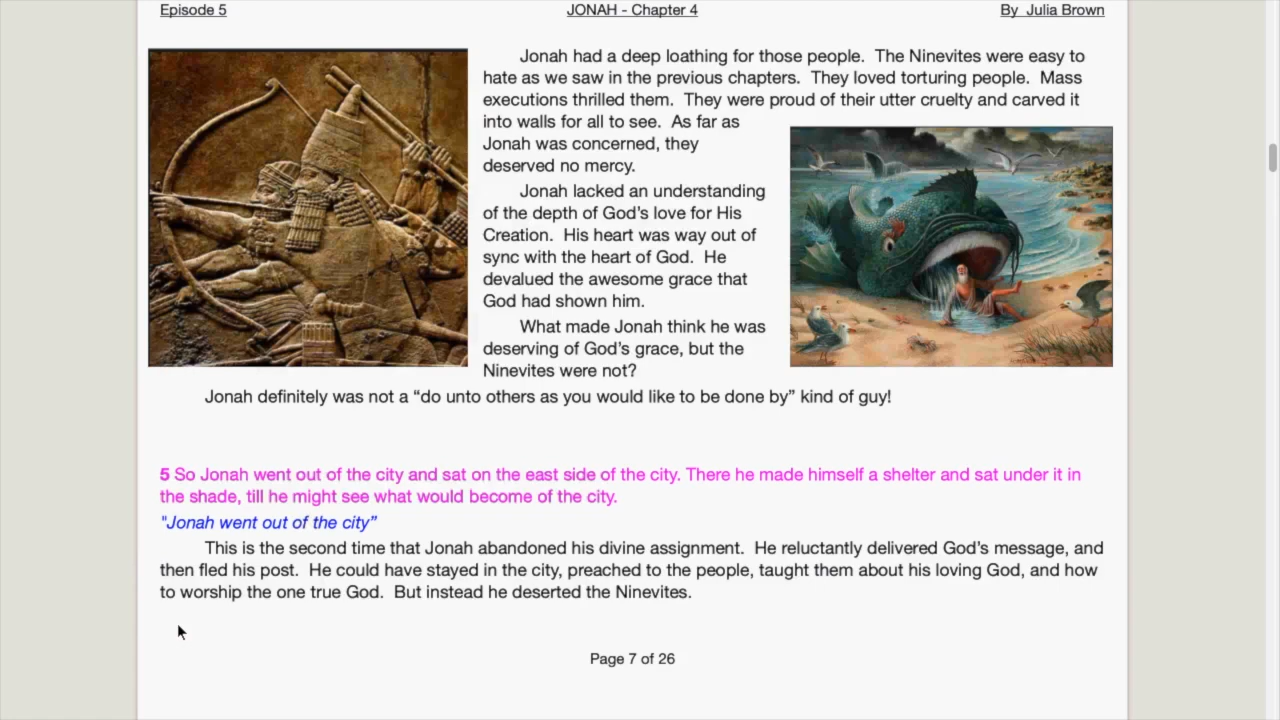 Episode 5 JONAH - Chapter 4 By  Julia Brown
Jonah had a deep loathing for those people.  The Ninevites were easy to
hate as we saw in the previous chapters.  They loved torturing people.  Mass
executions thrilled them.  They were proud of their utter cruelty and carved it
into walls for all to see.  As far as
Jonah was concerned, they
deserved no mercy.
Jonah lacked an understanding
of the depth of God’s love for His
Creation.  His heart was way out of
sync with the heart of God.  He
devalued the awesome grace that
God had shown him.
What made Jonah think he was
deserving of God’s grace, but the
Ninevites were not?
Jonah definitely was not a “do unto others as you would like to be done by” kind of guy!
5 So Jonah went out of the city and sat on the east side of the city. There he made himself a shelter and sat under it in
the shade, till he might see what would become of the city.
"Jonah went out of the city”
This is the second time that Jonah abandoned his divine assignment.  He reluctantly delivered God’s message, and
then fled his post.  He could have stayed in the city, preached to the people, taught them about his loving God, and how
to worship the one true God.  But instead he deserted the Ninevites.
Page 7 of 26